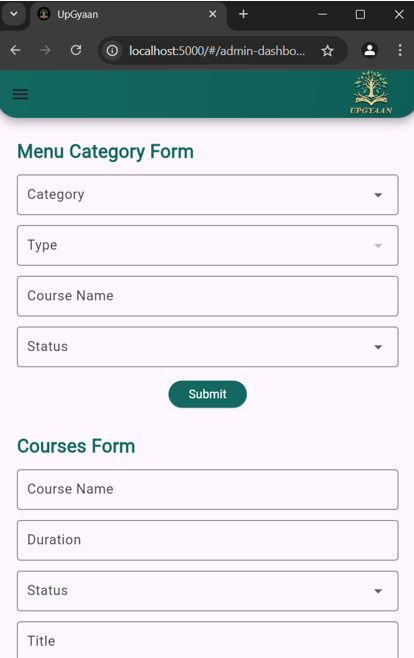 UpGyaan
localhost:5000/#/admin-dashbo...
UPGYAAN
Menu Category Form
Category
Type
Course Name
Status
Submit
Courses Form
Course Name
Duration
Status
Title